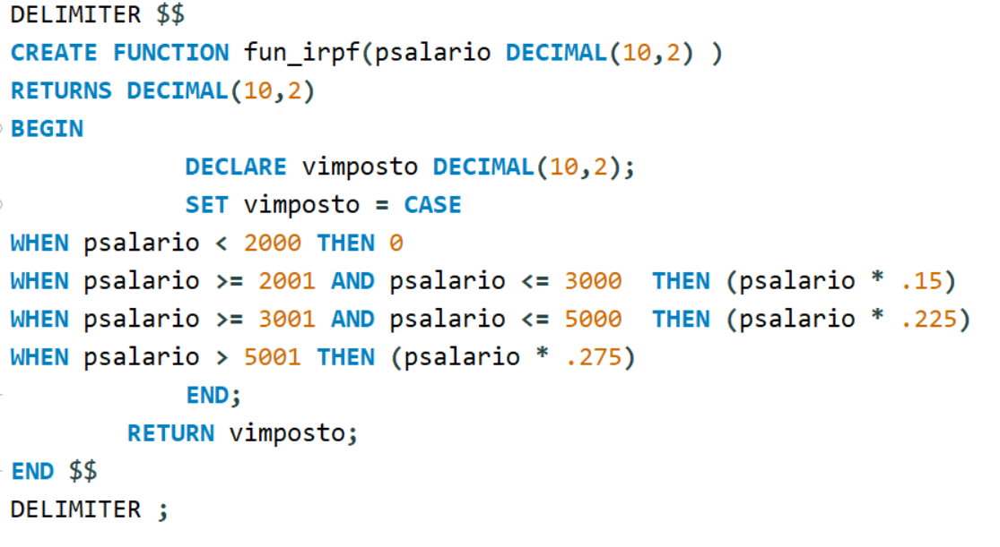 DELIMITER $$
CREATE FUNCTION fun_irpf(psalario DECIMAL(10,2) )
RETURNS DECIMAL(10,2)
BEGIN
DECLARE vimposto DECIMAL(10,2);
SET vimposto = CASE
WHEN psalario < 2000 THEN 0
WHEN psalario >= 2001 AND psalario <= 3000  THEN (psalario * .15)
WHEN psalario >= 3001 AND psalario <= 5000  THEN (psalario * .225)
WHEN psalario > 5001 THEN (psalario * .275)
END;
RETURN vimposto;
END $$
DELIMITER ;